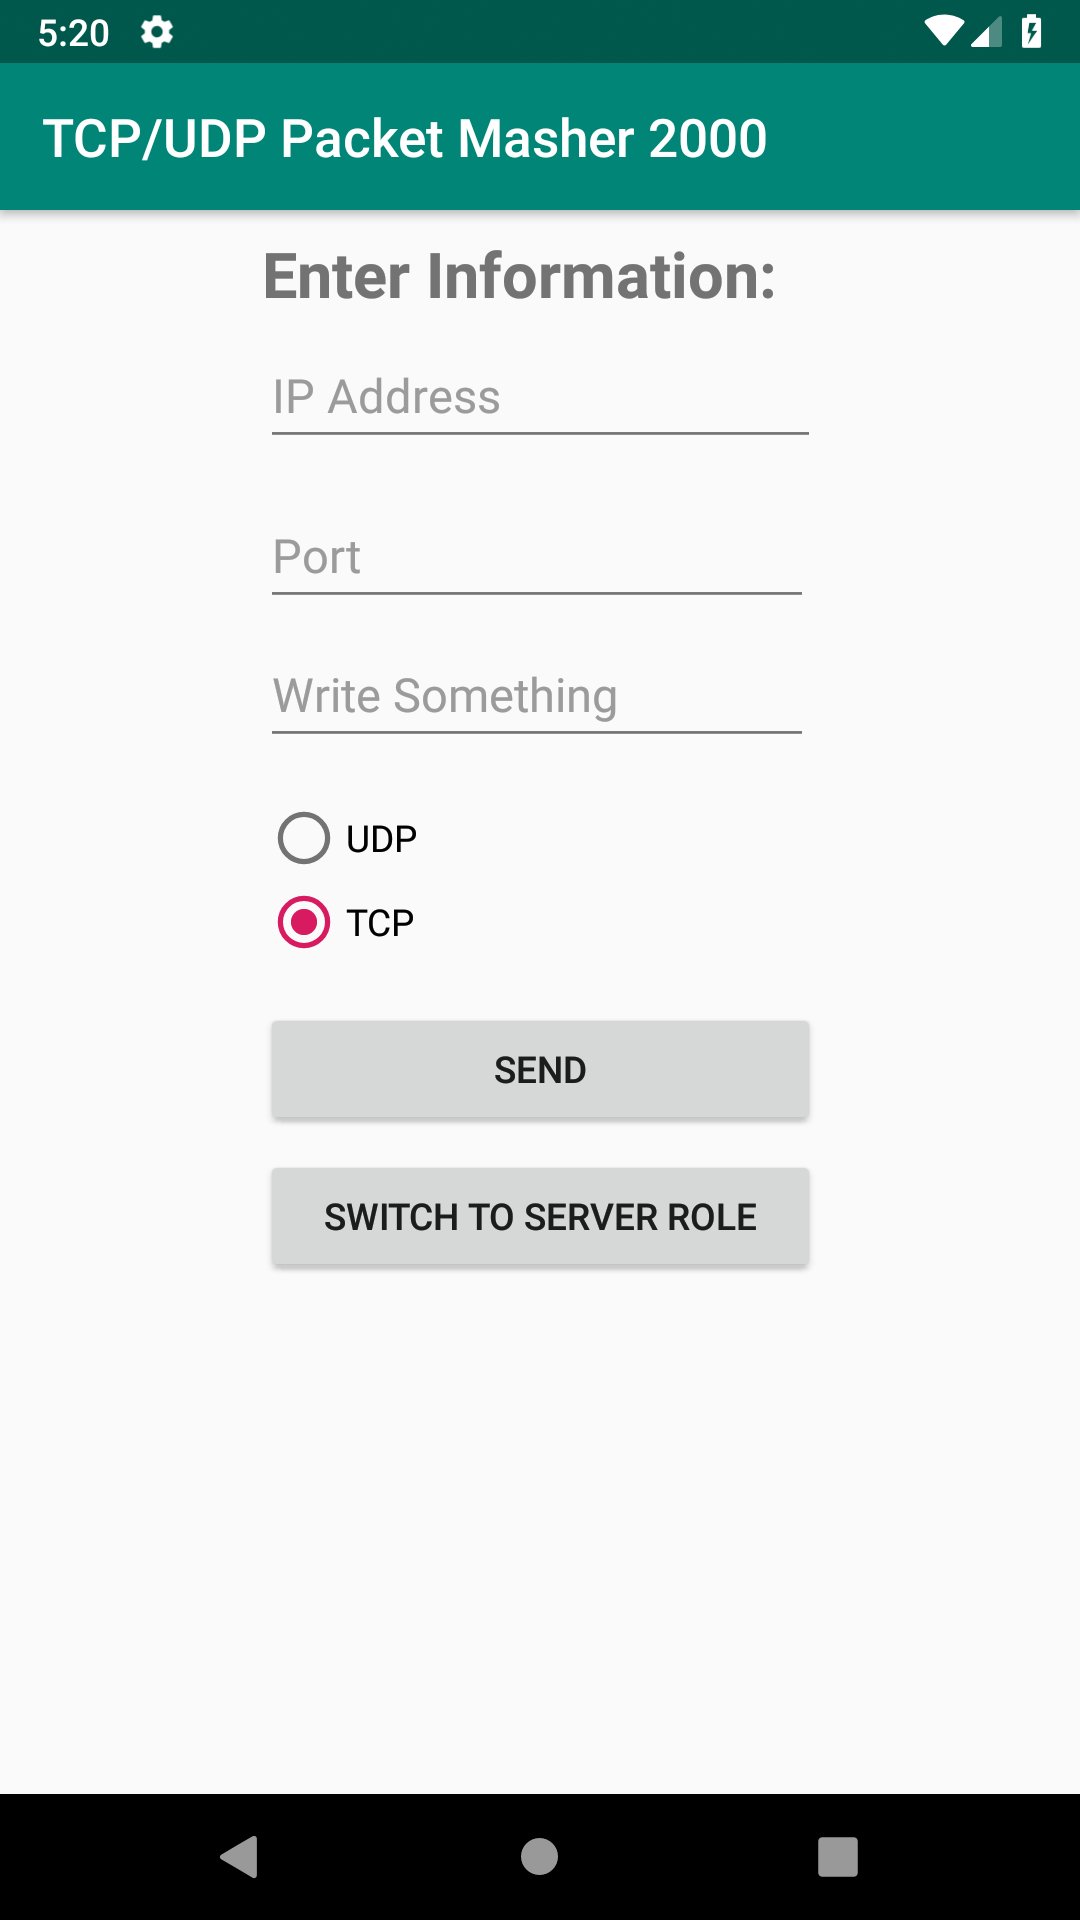 5:20
TCP/UDP Packet Masher 2000
Enter Information:
IP Address
Port
Write Something
UDP
TCP
SEND
SWITCH TO SERVER ROLE